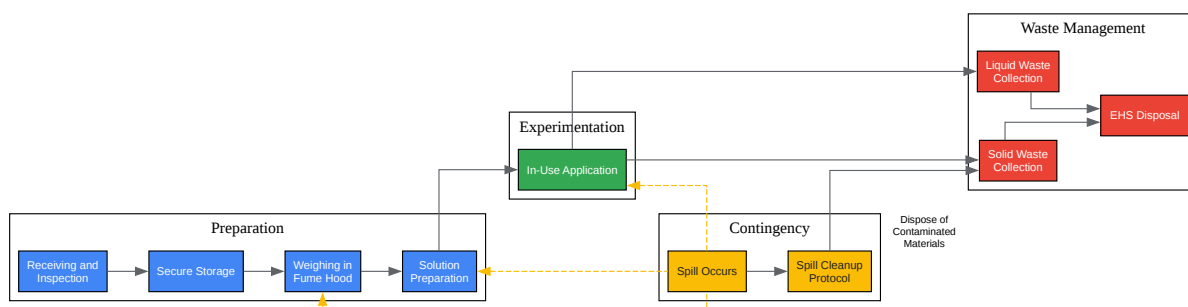 Waste Management
Liquid Waste
Collection
EHS Disposal
Solid Waste
Collection
Experimentation
In-Use Application
Preparation
Receiving and
Inspection
Secure Storage
Weighing in
Fume Hood
Solution
Preparation
Contingency
Spill Occurs
Spill Cleanup
Protocol
Dispose of
Contaminated
Materials